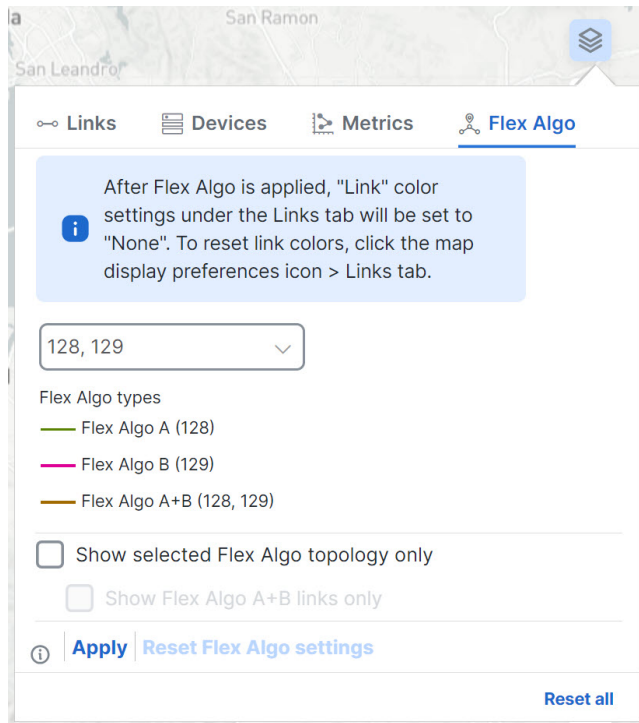 San Ramon
San Leandro
Links Devices Metrics Flex Algo
After Flex Algo is applied, "Link" color
settings under the Links tab will be set to
"None". To reset link colors, click the map
display preferences icon > Links tab.
128, 129
Flex Algo types
Flex Algo A (128)
Flex Algo B (129)
Flex Algo A+B (128, 129)
Show selected Flex Algo topology only
Show Flex Algo A+B links only
Apply Reset Flex Algo settings
Reset all